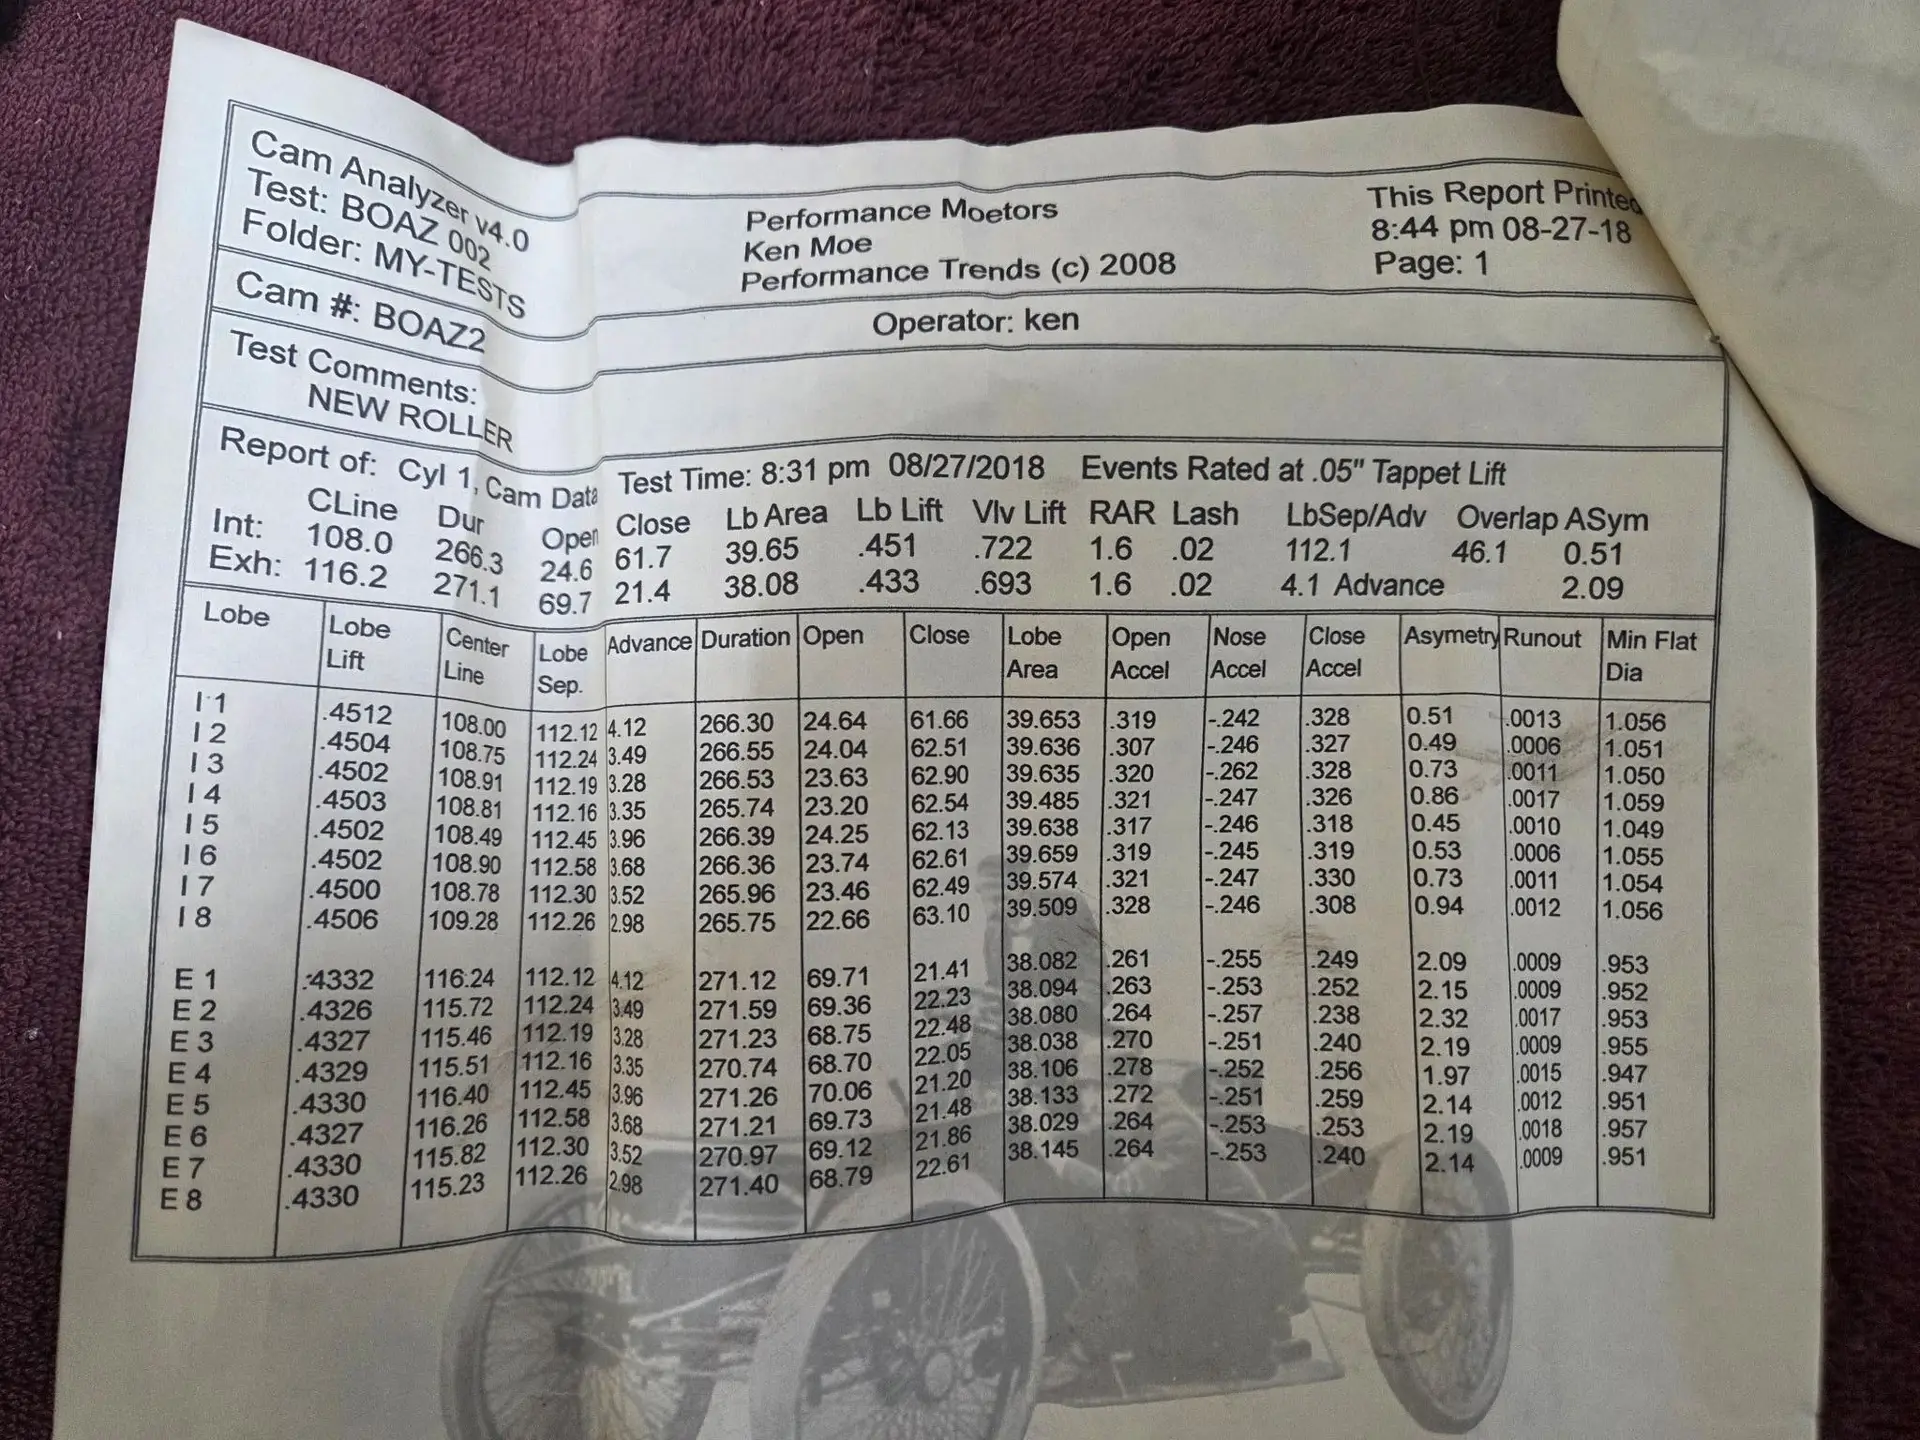 Cam Analyzer v4.0
Test: BOAZ 002
Folder: MY-TESTS
Performance Moetors
Ken Moe
Performance Trends (c) 2008
This Report Printed
8:44 pm 08-27-18
Page: 1
Cam #: BOAZ2
Operator: ken
Test Comments:
NEW ROLLER
Report of: Cyl 1, Cam Data Test Time: 8:31 pm 08/27/2018 Events Rated at .05" Tappet Lift
CLine Dur Open Close Lb Area Lb Lift Vlv Lift RAR Lash LbSep/Adv Overlap ASym
Int: 108.0 266.3 24.6 61.7 39.65 .451 .722 1.6 .02 112.1 46.1 0.51
Exh: 116.2 271.1 69.7 21.4 38.08 .433 .693 1.6 .02 4.1 Advance 2.09
Lobe Lobe Lift Center Line Lobe Sep. Advance Duration Open Close Lobe Area Open Accel Nose Accel Close Accel Asymetry Runout Min Flat Dia
I 1 .4512 108.00 112.12 4.12 266.30 24.64 61.66 39.653 .319 -.242 .328 0.51 .0013 1.056
I 2 .4504 108.75 112.24 3.49 266.55 24.04 62.51 39.636 .307 -.246 .327 0.49 .0006 1.051
I 3 .4502 108.91 112.19 3.28 266.53 23.63 62.90 39.635 .320 -.262 .328 0.73 .0011 1.050
I 4 .4503 108.81 112.16 3.35 265.74 23.20 62.54 39.485 .321 -.247 .326 0.86 .0017 1.059
I 5 .4502 108.49 112.45 3.96 266.39 24.25 62.13 39.638 .317 -.246 .318 0.45 .0010 1.049
I 6 .4502 108.90 112.58 3.68 266.36 23.74 62.61 39.659 .319 -.245 .319 0.53 .0006 1.055
I 7 .4500 108.78 112.30 3.52 265.96 23.46 62.49 39.574 .321 -.247 .330 0.73 .0011 1.054
I 8 .4506 109.28 112.26 2.98 265.75 22.66 63.10 39.509 .328 -.246 .308 0.94 .0012 1.056
E 1 .4332 116.24 112.12 4.12 271.12 69.71 21.41 38.082 .261 -.255 .249 2.09 .0009 .953
E 2 .4326 115.72 112.24 3.49 271.59 69.36 22.23 38.094 .263 -.253 .252 2.15 .0009 .952
E 3 .4327 115.46 112.19 3.28 271.23 68.75 22.48 38.080 .264 -.257 .238 2.32 .0017 .953
E 4 .4329 115.51 112.16 3.35 270.74 68.70 22.05 38.038 .270 -.251 .240 2.19 .0009 .955
E 5 .4330 116.40 112.45 3.96 271.26 70.06 21.20 38.106 .278 -.252 .256 1.97 .0015 .947
E 6 .4327 116.26 112.58 3.68 271.21 69.73 21.48 38.133 .272 -.251 .259 2.14 .0012 .951
E 7 .4330 115.82 112.30 3.52 270.97 69.12 21.86 38.029 .264 -.253 .253 2.19 .0018 .957
E 8 .4330 115.23 112.26 2.98 271.40 68.79 22.61 38.145 .264 -.253 .240 2.14 .0009 .951